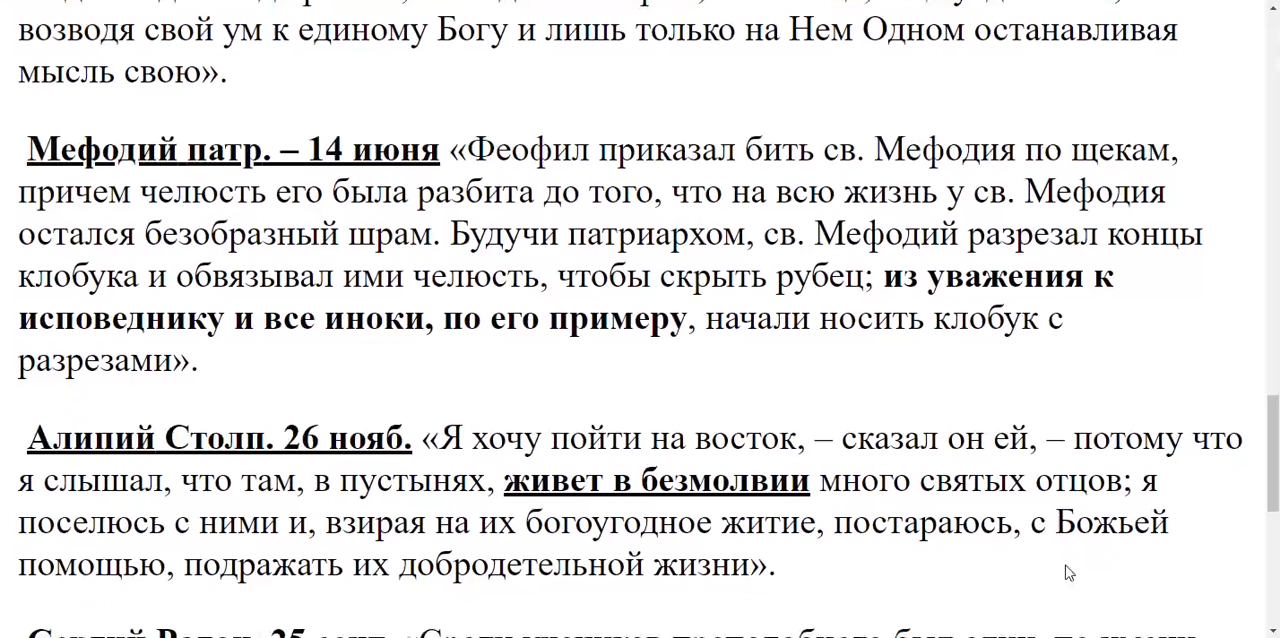 возводя свой ум к единому Богу и лишь только на Нем Одном останавливая
мысль свою».
Мефодий патр. – 14 июня «Феофил приказал бить св. Мефодия по щекам,
причем челюсть его была разбита до того, что на всю жизнь у св. Мефодия
остался безобразный шрам. Будучи патриархом, св. Мефодий разрезал концы
клобука и обвязывал ими челюсть, чтобы скрыть рубец; из уважения к
исповеднику и все иноки, по его примеру, начали носить клобук с
разрезами».
Алипий Столп. 26 нояб. «Я хочу пойти на восток, – сказал он ей, – потому что
я слышал, что там, в пустынях, живет в безмолвии много святых отцов; я
поселюсь с ними и, взирая на их богоугодное житие, постараюсь, с Божьей
помощью, подражать их добродетельной жизни».